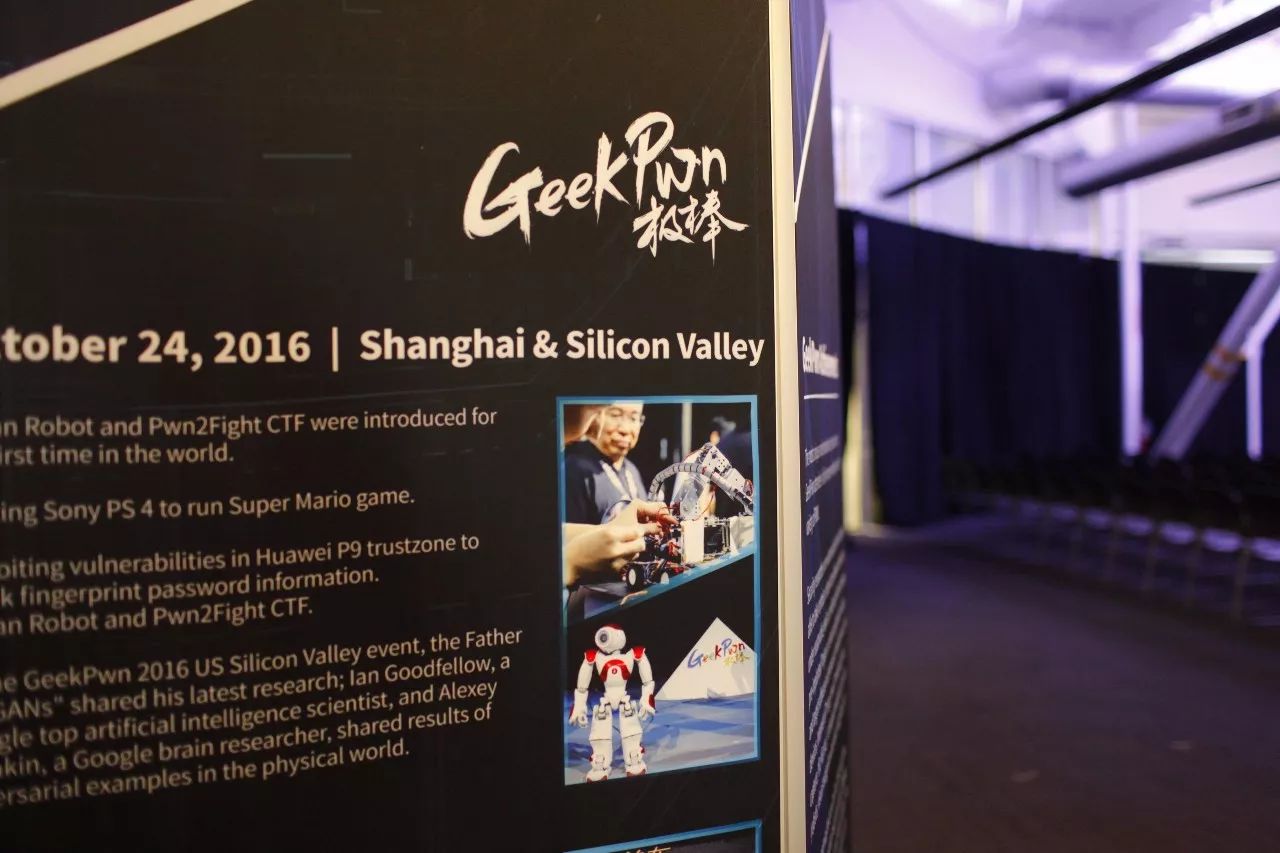 GeekPwn
极棒
tober 24, 2016 | Shanghai & Silicon Valley
n Robot and Pwn2Fight CTF were introduced for
irst time in the world.
ing Sony PS 4 to run Super Mario game.
oiting vulnerabilities in Huawei P9 trustzone to
k fingerprint password information.
an Robot and Pwn2Fight CTF.
e GeekPwn 2016 US Silicon Valley event, the Father
GANs" shared his latest research; Ian Goodfellow, a
gle top artificial intelligence scientist, and Alexey
akin, a Google brain researcher, shared results of
ersarial examples in the physical world.
GeekPwn
极棒